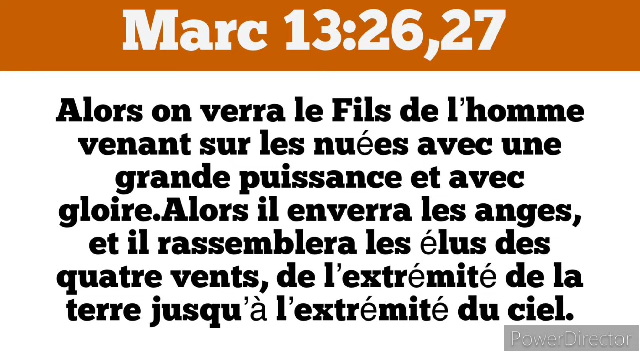 Marc 13:26,27
Alors on verra le Fils de l'homme
venant sur les nuées avec une
grande puissance et avec
gloire.Alors il enverra les anges,
et il rassemblera les élus des
quatre vents, de l'extrémité de la
terre jusqu'à l'extrémité du ciel.
PowerDirector